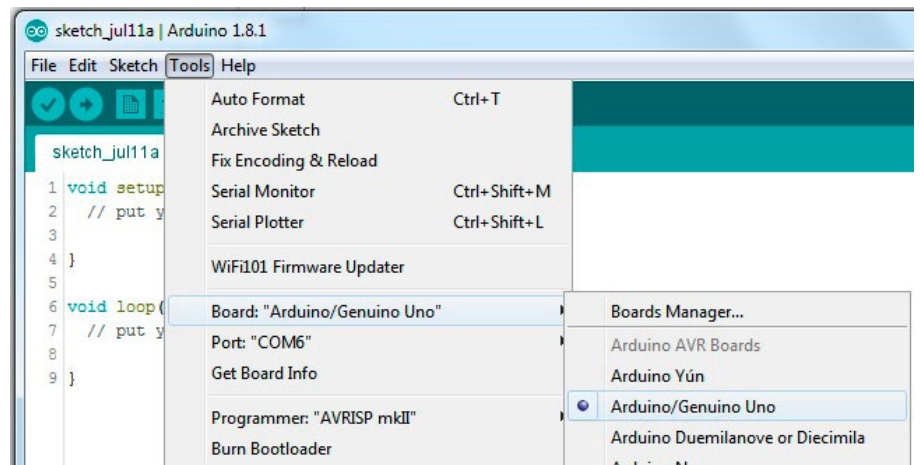 sketch_jul11a | Arduino 1.8.1
File Edit Sketch Tools Help
sketch_jul11a
1 void setup
2 // put y
3
4 }
5
6 void loop(
7 // put y
8
9 }
Auto Format Ctrl+T
Archive Sketch
Fix Encoding & Reload
Serial Monitor Ctrl+Shift+M
Serial Plotter Ctrl+Shift+L
WiFi101 Firmware Updater
Board: "Arduino/Genuino Uno"
Port: "COM6"
Get Board Info
Programmer: "AVRISP mkII"
Burn Bootloader
Boards Manager...
Arduino AVR Boards
Arduino Yún
Arduino/Genuino Uno
Arduino Duemilanove or Diecimila